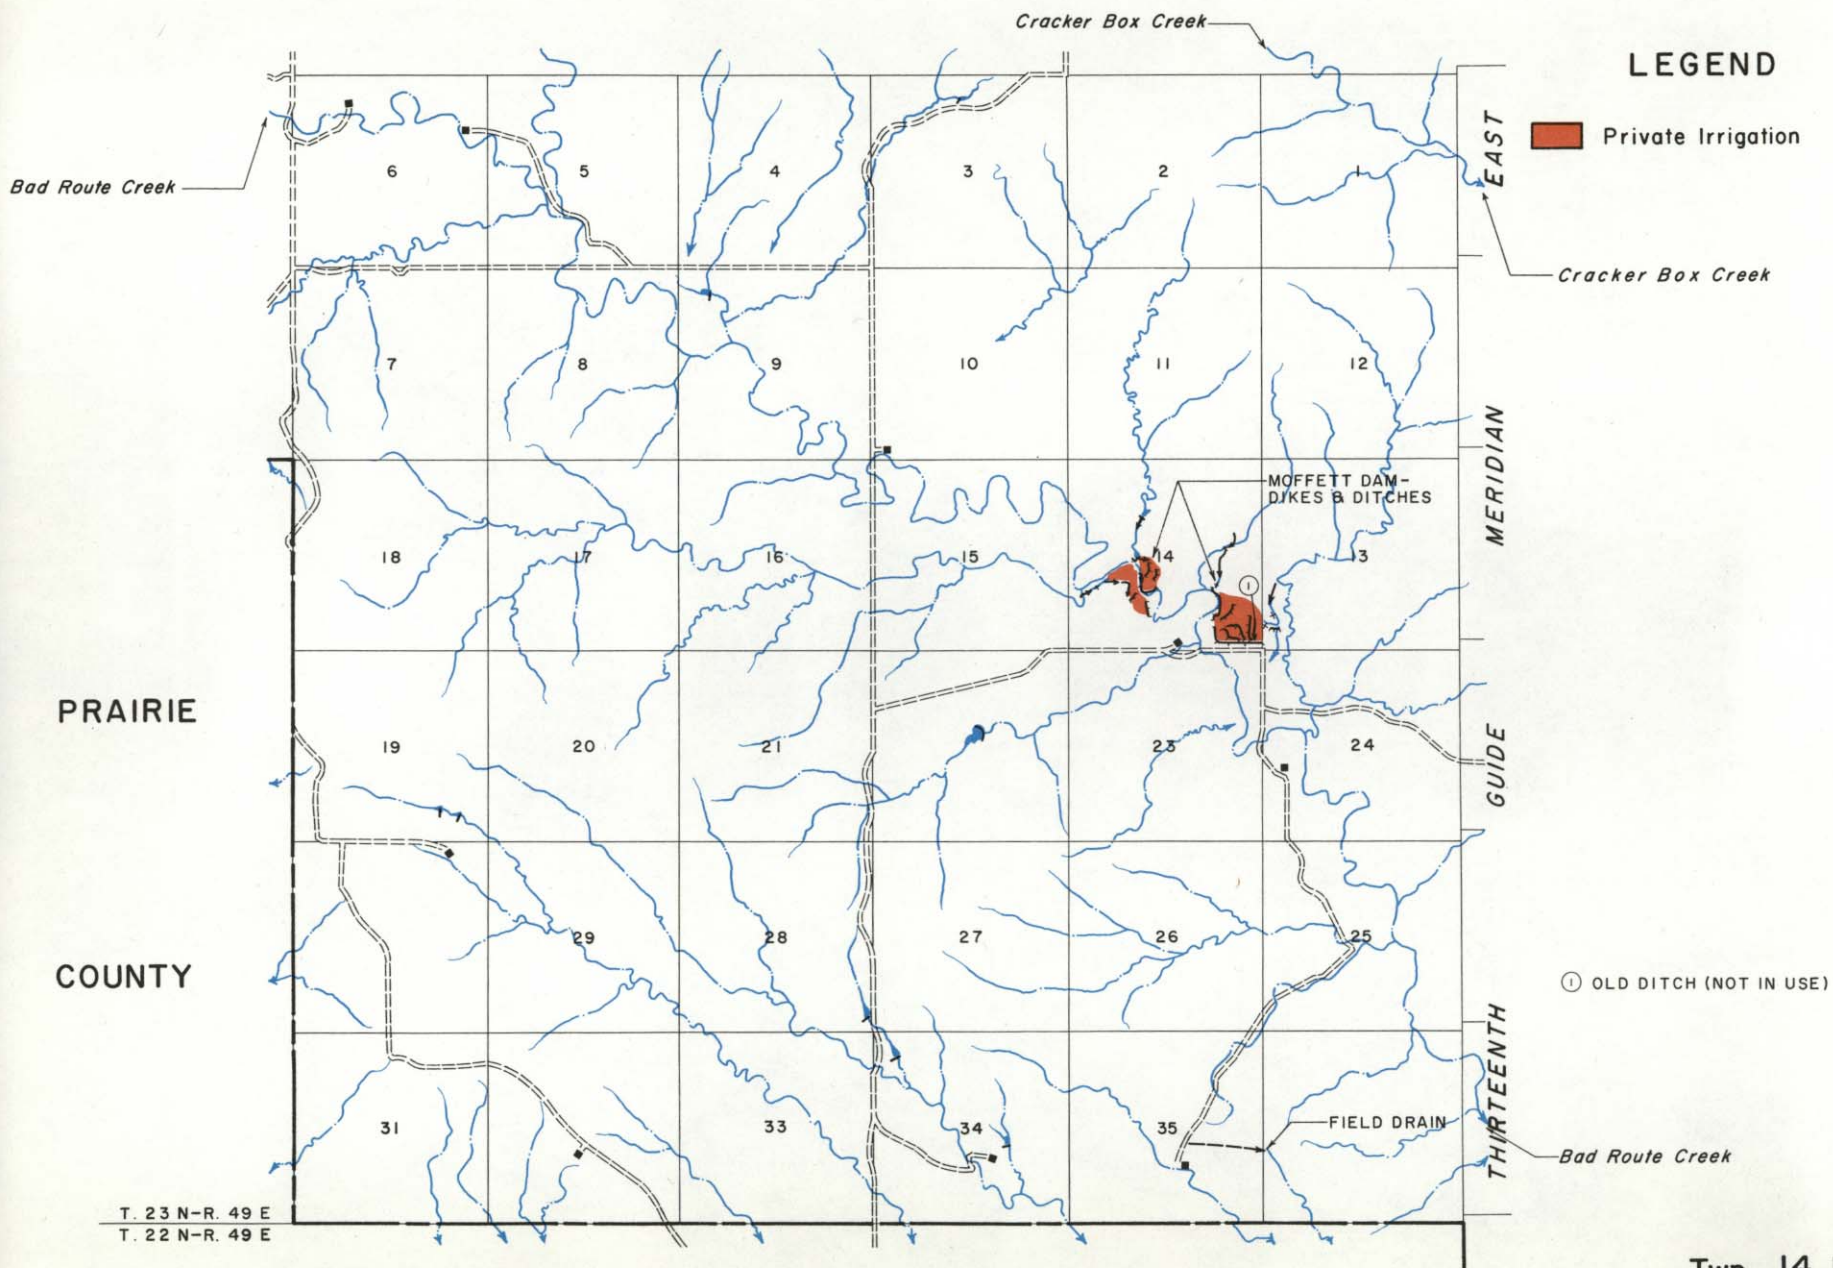 Cracker Box Creek
LEGEND
Private Irrigation
EAST
Bad Route Creek
6
5
4
3
2
1
Cracker Box Creek
7
8
9
10
11
12
MERIDIAN
MOFFETT DAM-
DIKES & DITCHES
18
17
16
15
14
13
1
PRAIRIE
19
20
21
23
24
GUIDE
COUNTY
29
28
27
26
25
1 OLD DITCH (NOT IN USE)
THIRTEENTH
31
33
34
35
FIELD DRAIN
Bad Route Creek
T. 23 N-R. 49 E
T. 22 N-R. 49 E